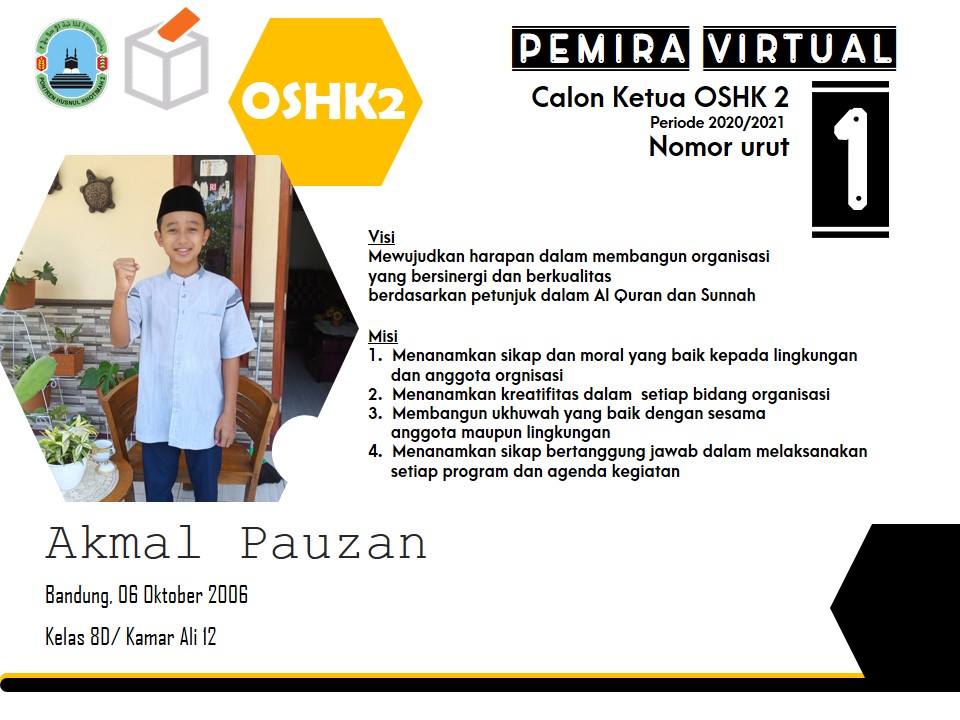 PONTREN HUSNUL KHOTIMAH 2
OSHK2
PEMIRA VIRTUAL
Calon Ketua OSHK 2
Periode 2020/2021
Nomor urut
1
Visi
Mewujudkan harapan dalam membangun organisasi
yang bersinergi dan berkualitas
berdasarkan petunjuk dalam Al Quran dan Sunnah
Misi
1. Menanamkan sikap dan moral yang baik kepada lingkungan
dan anggota orgnisasi
2. Menanamkan kreatifitas dalam setiap bidang organisasi
3. Membangun ukhuwah yang baik dengan sesama
anggota maupun lingkungan
4. Menanamkan sikap bertanggung jawab dalam melaksanakan
setiap program dan agenda kegiatan
Akmal Pauzan
Bandung, 06 Oktober 2006
Kelas 8D/ Kamar Ali 12